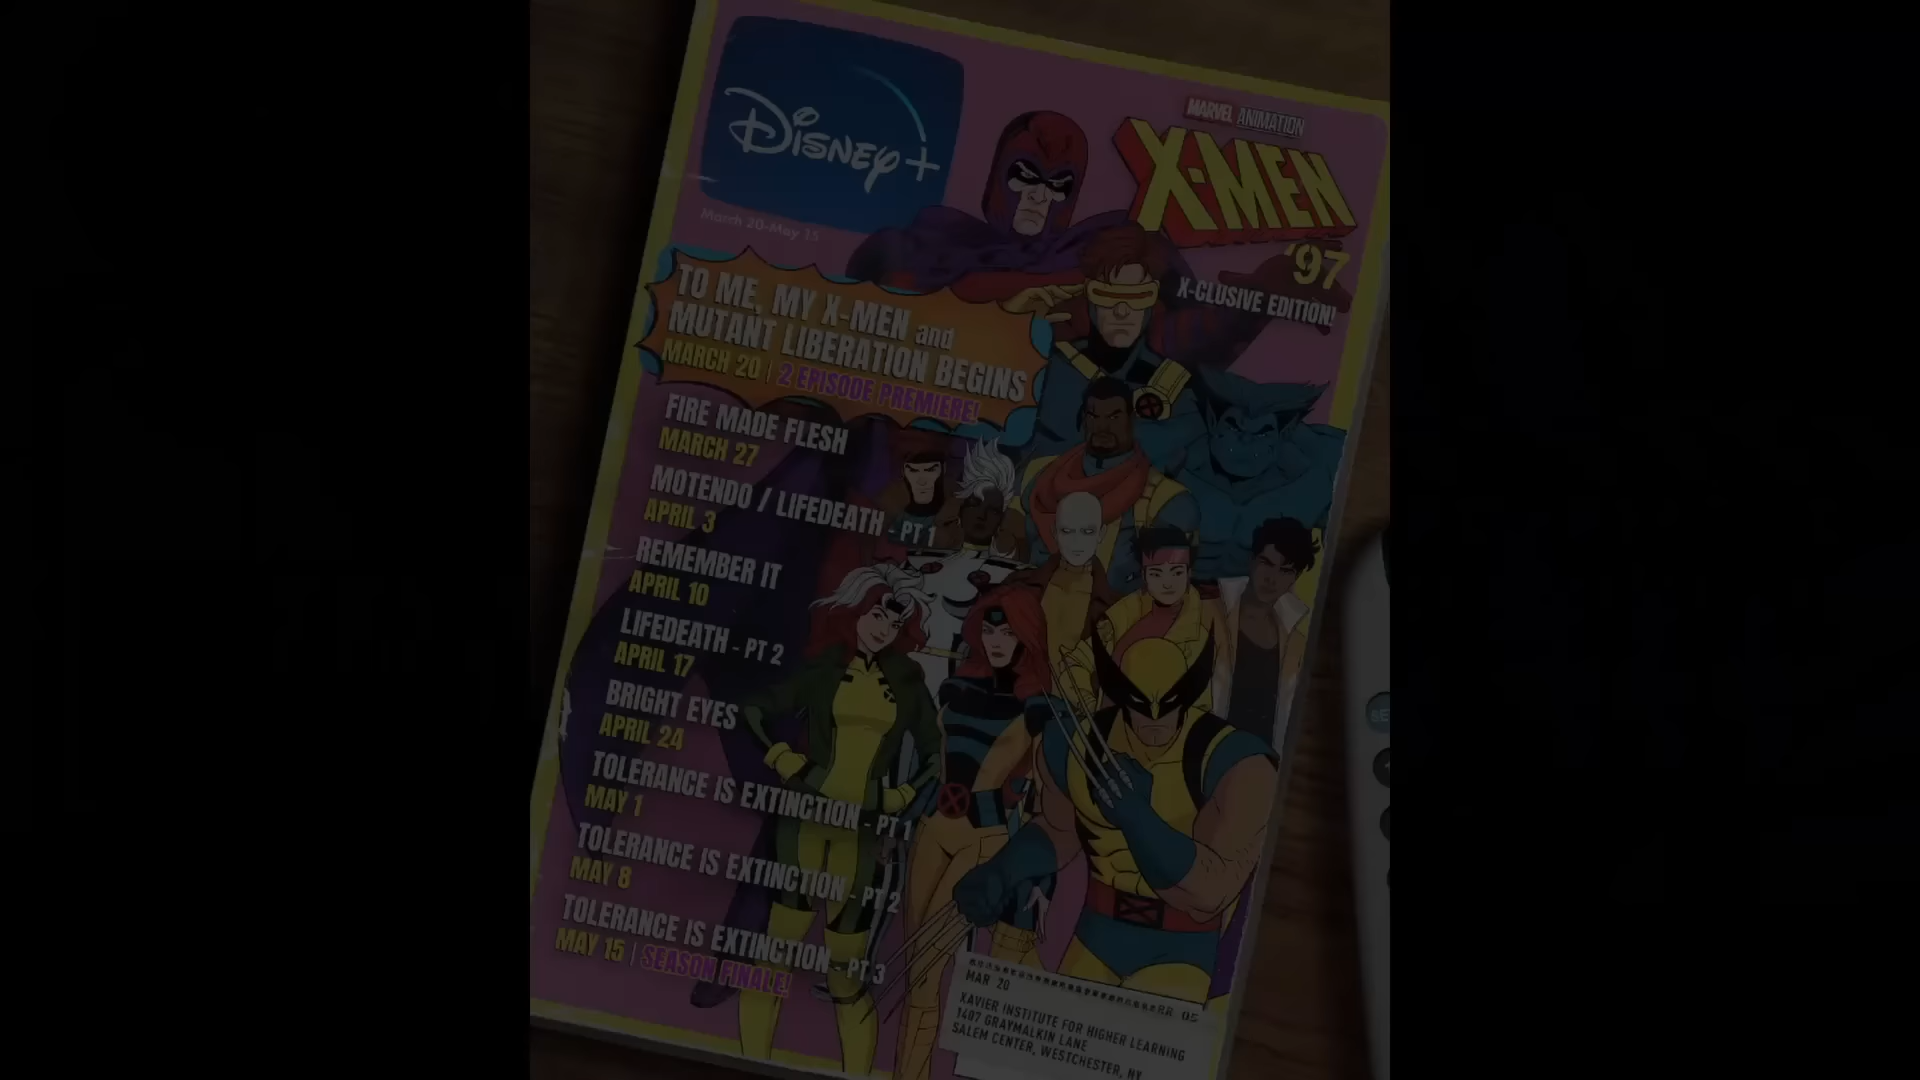 Disney+
March 20-May 15
MARVEL ANIMATION
X-MEN
'97
X-CLUSIVE EDITION!
TO ME, MY X-MEN and
MUTANT LIBERATION BEGINS
MARCH 20 | 2 EPISODE PREMIERE!
FIRE MADE FLESH
MARCH 27
MOTENDO / LIFEDEATH - PT 1
APRIL 3
REMEMBER IT
APRIL 10
LIFEDEATH - PT 2
APRIL 17
BRIGHT EYES
APRIL 24
TOLERANCE IS EXTINCTION - PT 1
MAY 1
TOLERANCE IS EXTINCTION - PT 2
MAY 8
TOLERANCE IS EXTINCTION - PT 3
MAY 15 | SEASON FINALE!
MAR 20
RR 05
XAVIER INSTITUTE FOR HIGHER LEARNING
1407 GRAYMALKIN LANE
SALEM CENTER, WESTCHESTER, NY